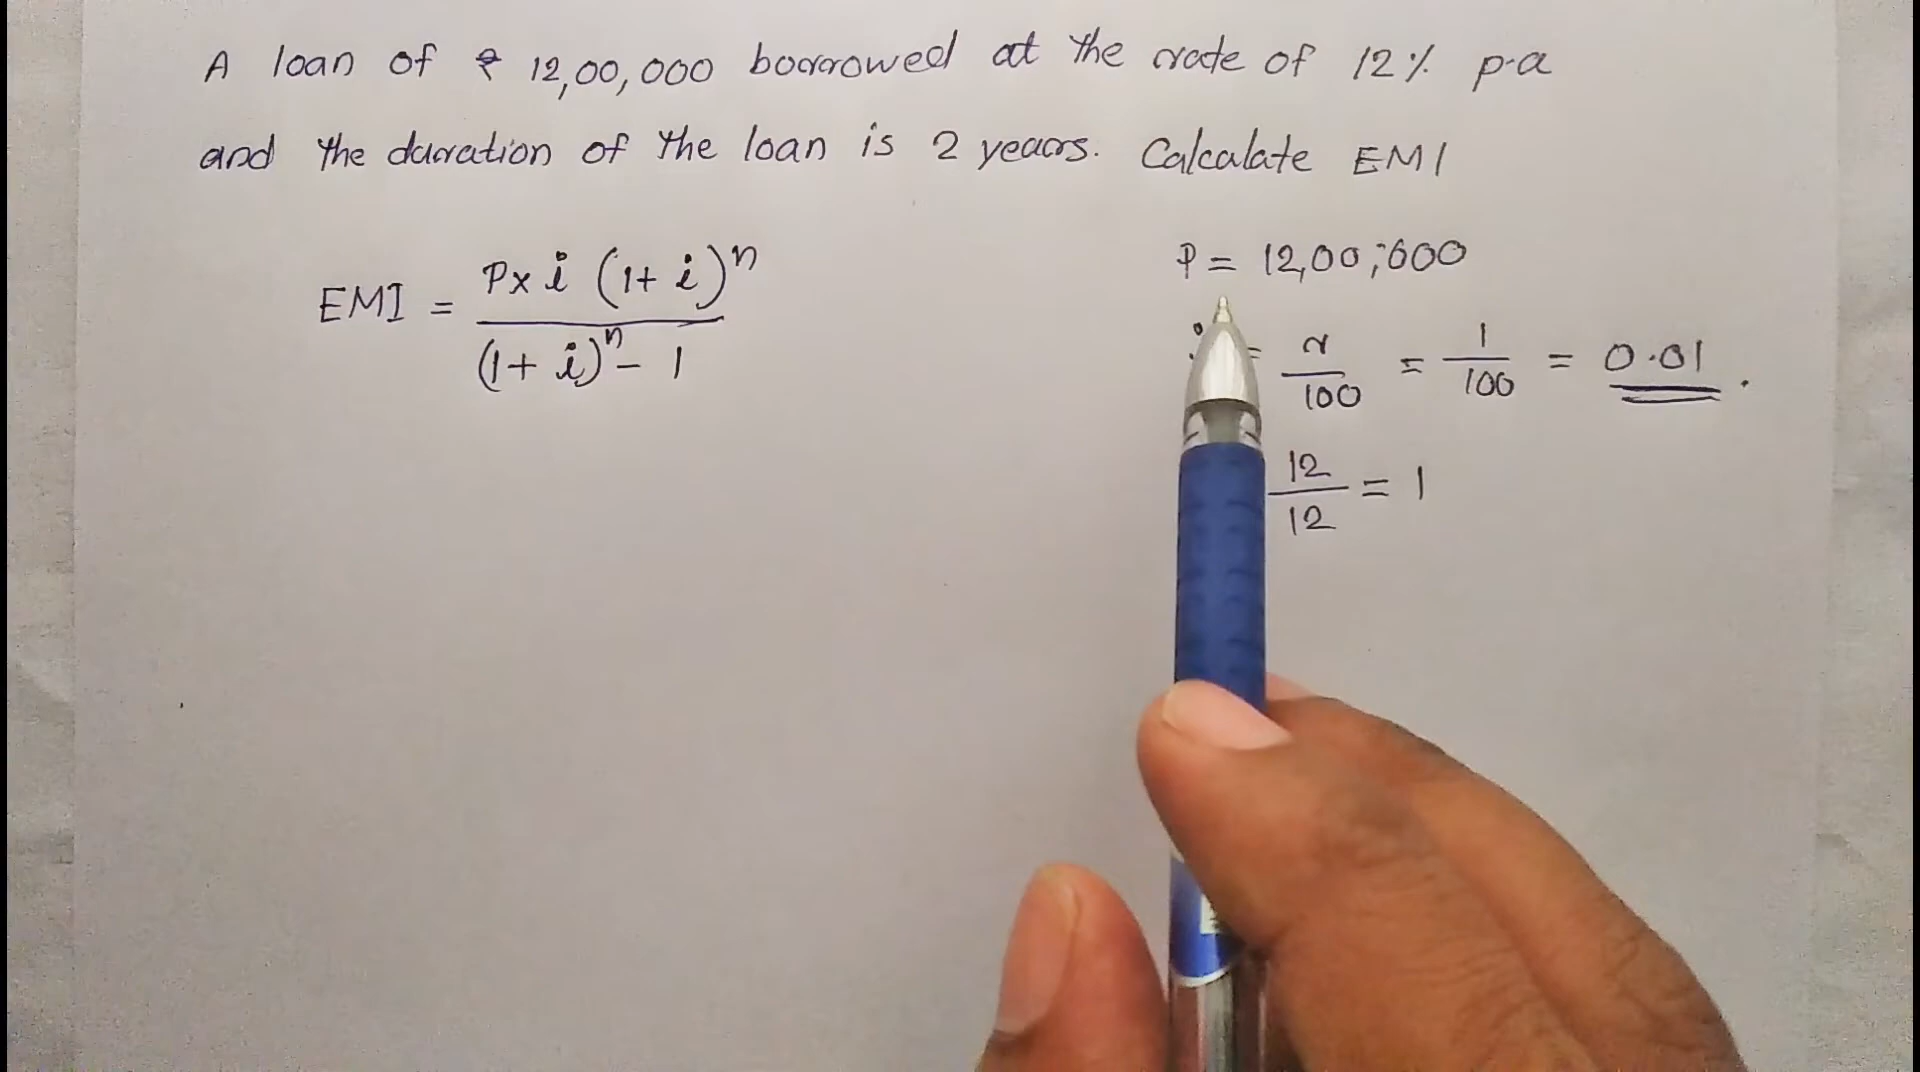 A loan of ₹ 12,00,000 borrowed at the rate of 12% p.a
and the duration of the loan is 2 years. Calculate EMI
EMI = P x i (1 + i)^n / (1 + i)^n - 1
P = 12,00,000
i = r/100 = 1/100 = 0.01.
12/12 = 1